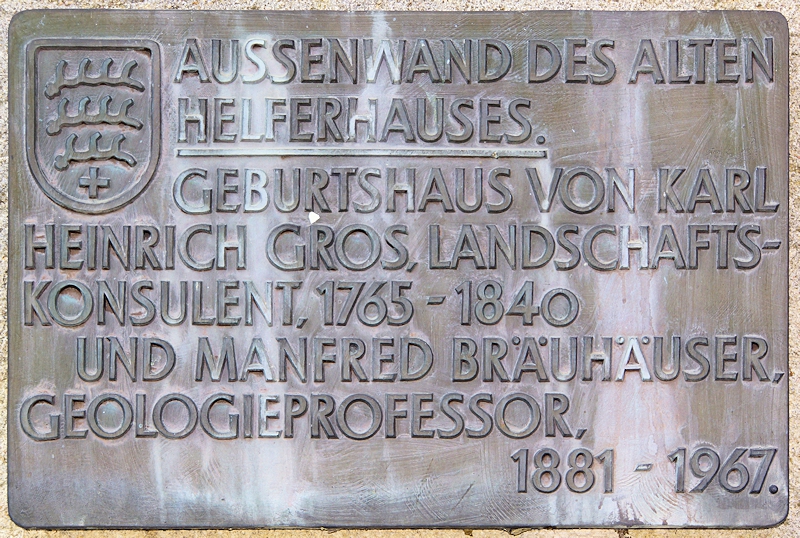 AUSSENWAND DES ALTEN
HELFERHAUSES.
GEBURTSHAUS VON KARL
HEINRICH GROS, LANDSCHAFTS-
KONSULENT, 1765 - 1840
UND MANFRED BRÄUHÄUSER,
GEOLOGIEPROFESSOR,
1881 - 1967.